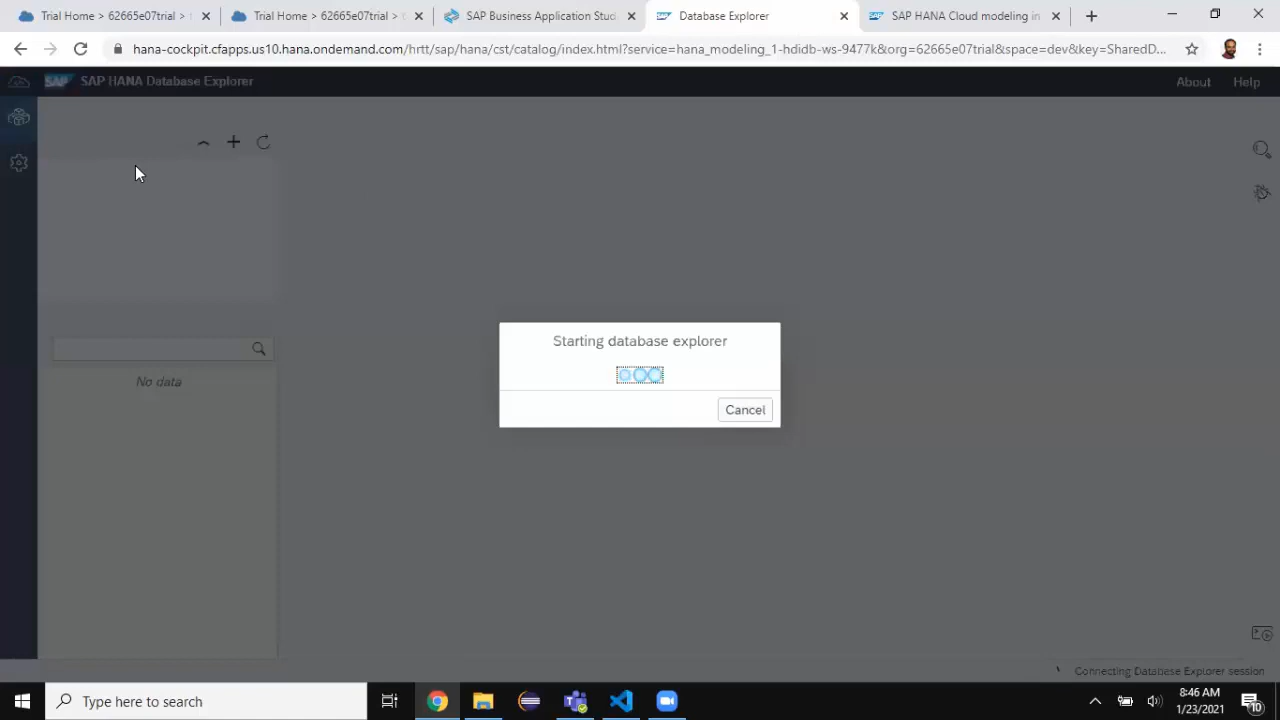 Trial Home > 62665e07trial >
Trial Home > 62665e07trial
SAP Business Application Stud
Database Explorer
SAP HANA Cloud modeling in
hana-cockpit.cfapps.us10.hana.ondemand.com/hrtt/sap/hana/cst/catalog/index.html?service=hana_modeling_1-hdidb-ws-9477k&org=62665e07trial&space=dev&key=SharedD...
SAP SAP HANA Database Explorer
About
Help
No data
Starting database explorer
Cancel
Connecting Database Explorer session
Type here to search
8:46 AM
1/23/2021
10